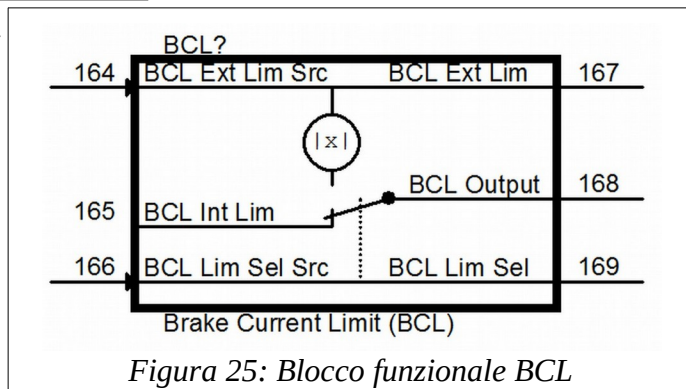 BCL?
164 BCL Ext Lim Src BCL Ext Lim 167
|x|
BCL Output 168
165 BCL Int Lim
166 BCL Lim Sel Src BCL Lim Sel 169
Brake Current Limit (BCL)
Figura 25: Blocco funzionale BCL